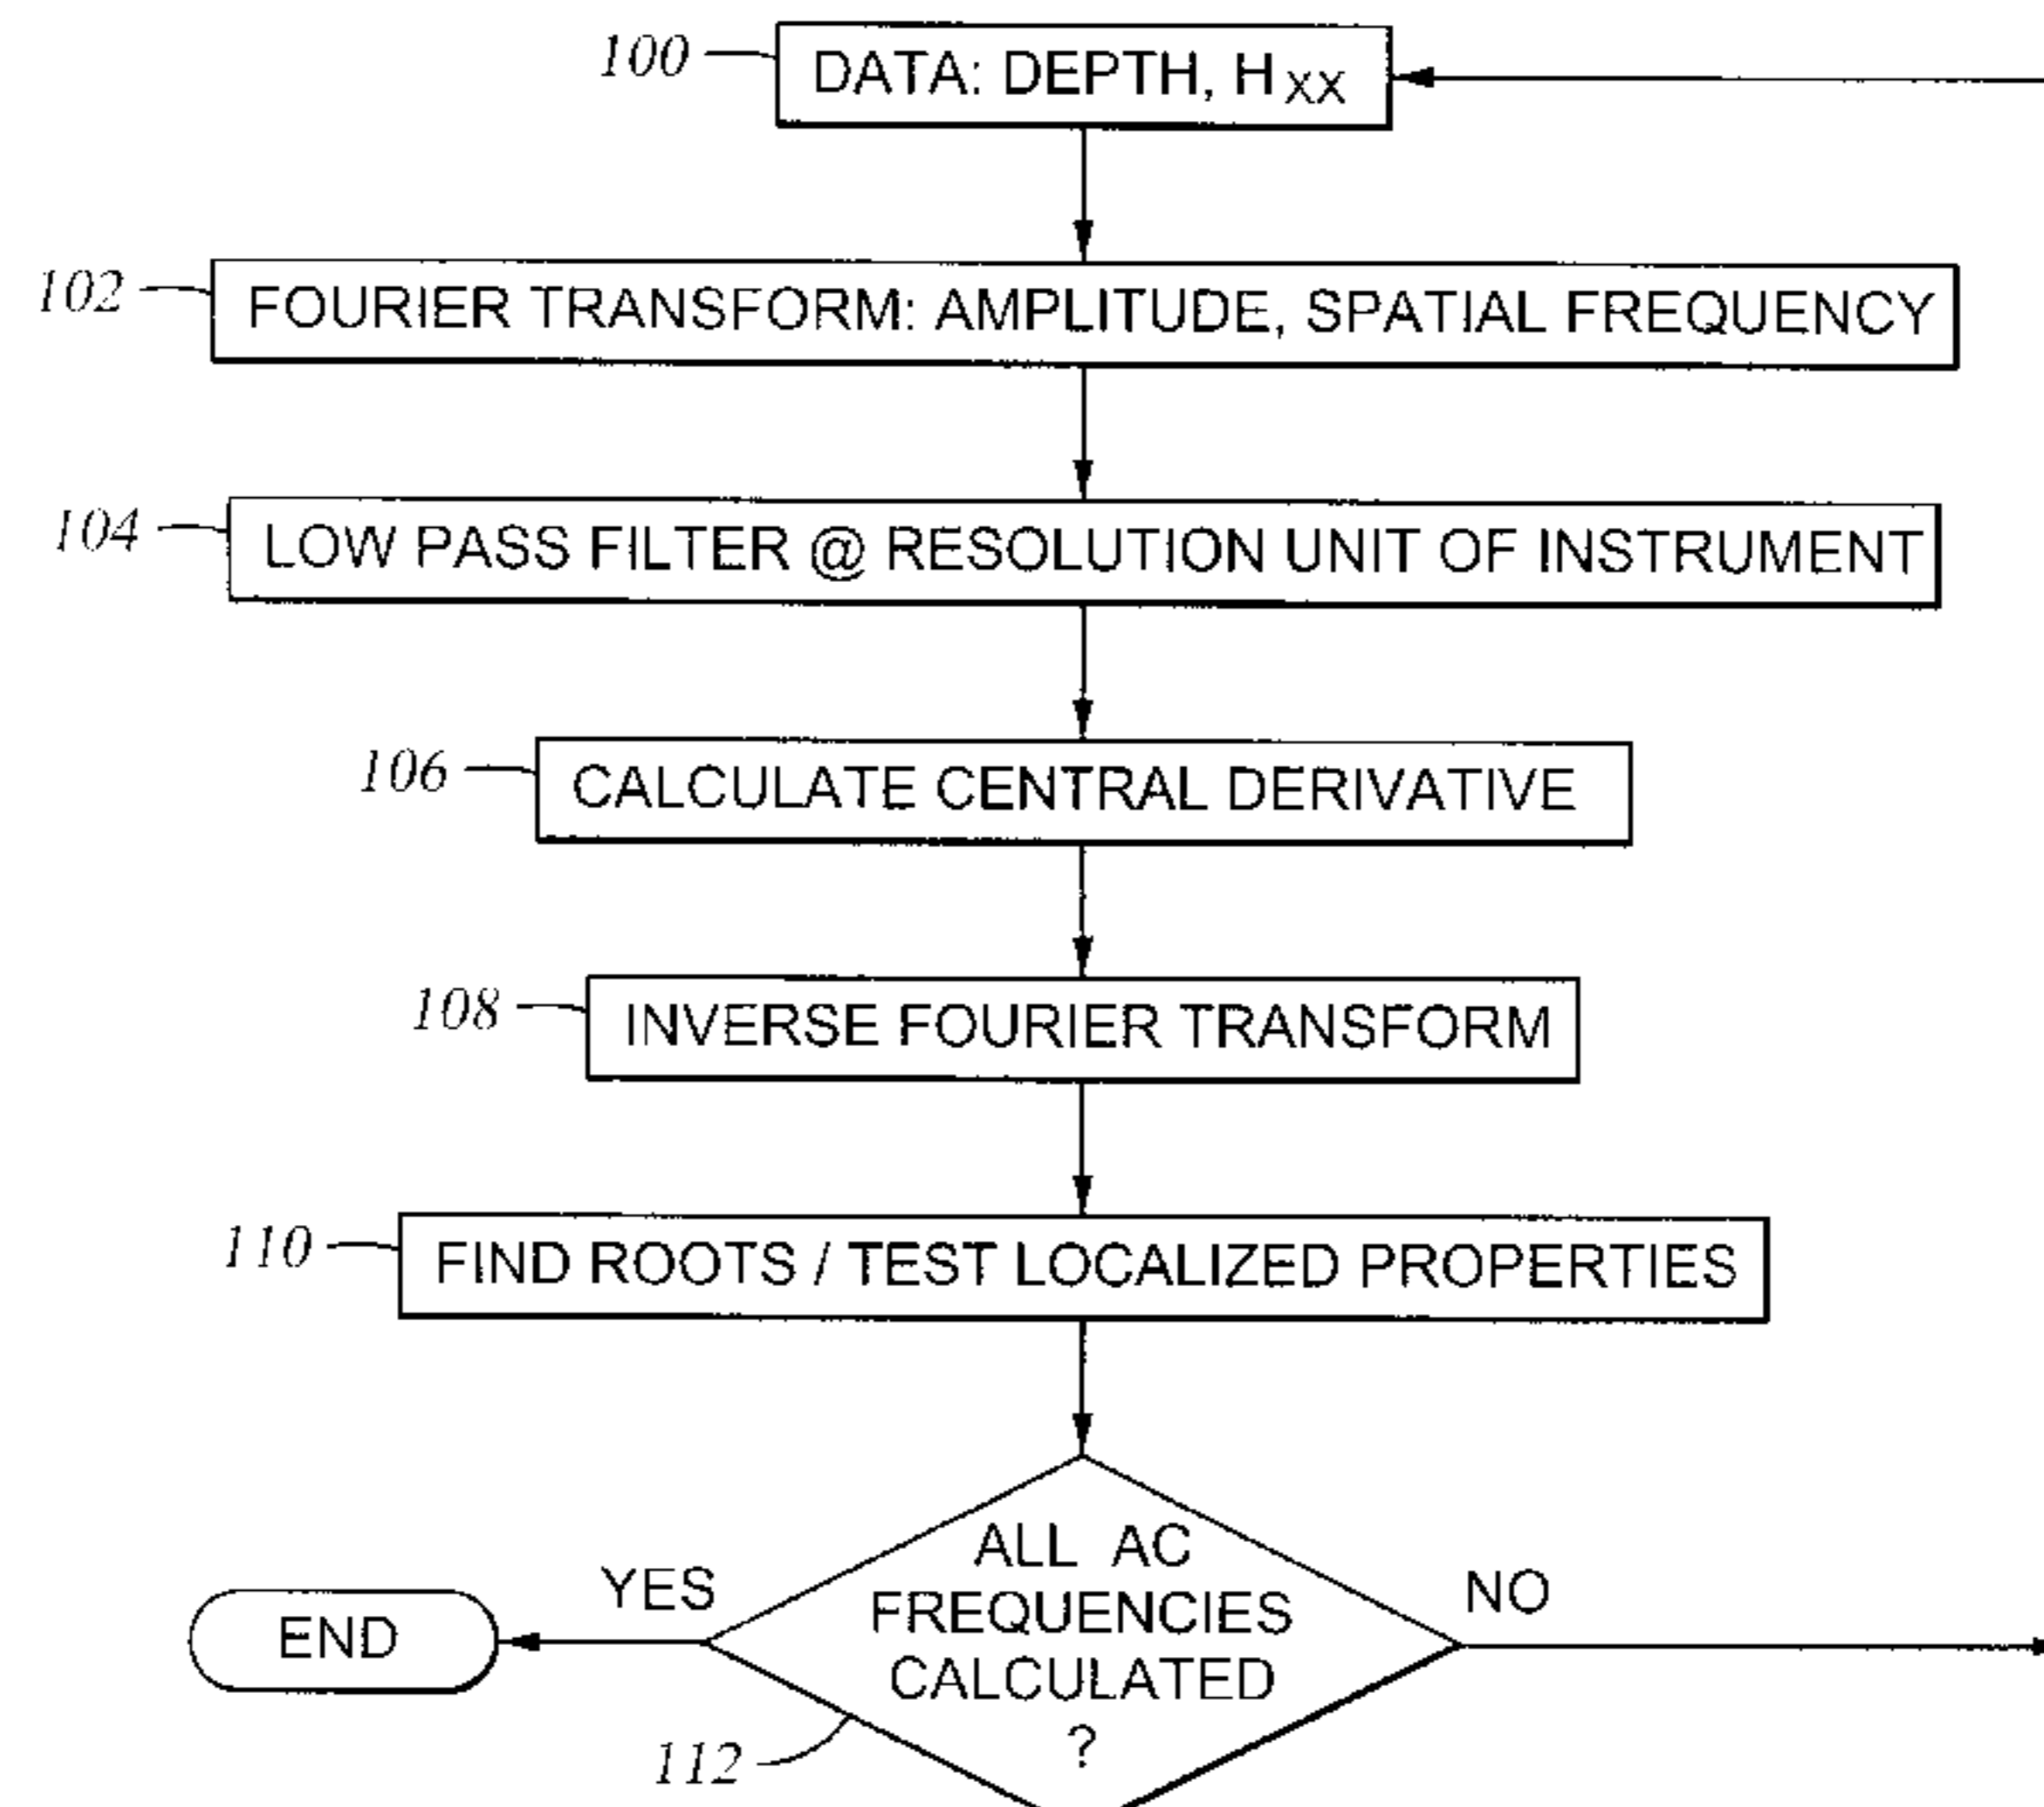 100
DATA: DEPTH, HXX
102
FOURIER TRANSFORM: AMPLITUDE, SPATIAL FREQUENCY
104
LOW PASS FILTER @ RESOLUTION UNIT OF INSTRUMENT
106
CALCULATE CENTRAL DERIVATIVE
108
INVERSE FOURIER TRANSFORM
110
FIND ROOTS / TEST LOCALIZED PROPERTIES
ALL AC
FREQUENCIES
CALCULATED
?
YES
NO
END
112